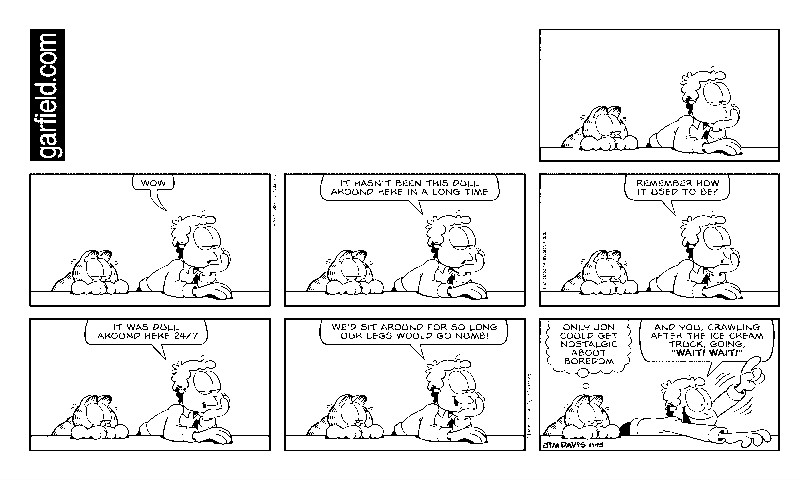 garfield.com
WOW
IT HASN'T BEEN THIS DULL
AROUND HERE IN A LONG TIME
REMEMBER HOW
IT USED TO BE?
IT WAS DULL
AROUND HERE 24/7
WE'D SIT AROUND FOR SO LONG
OUR LEGS WOULD GO NUMB!
ONLY JON
COULD GET
NOSTALGIC
ABOUT
BOREDOM
AND YOU, CRAWLING
AFTER THE ICE CREAM
TRUCK, GOING,
"WAIT! WAIT!"
JIM DAVIS